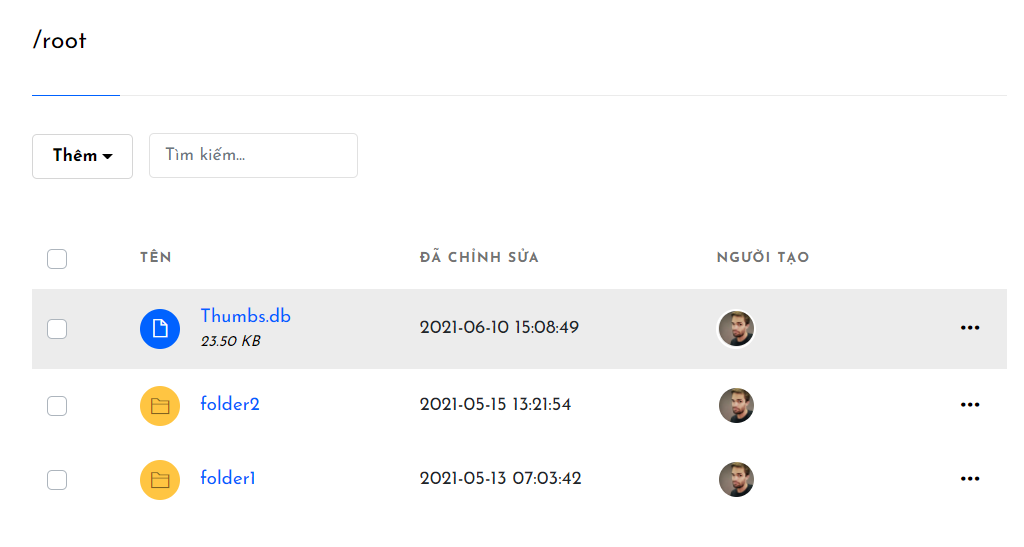 /root
Thêm
Tìm kiếm...
TÊN ĐÃ CHỈNH SỬA NGƯỜI TẠO
Thumbs.db 2021-06-10 15:08:49
23.50 KB
folder2 2021-05-15 13:21:54
folder1 2021-05-13 07:03:42